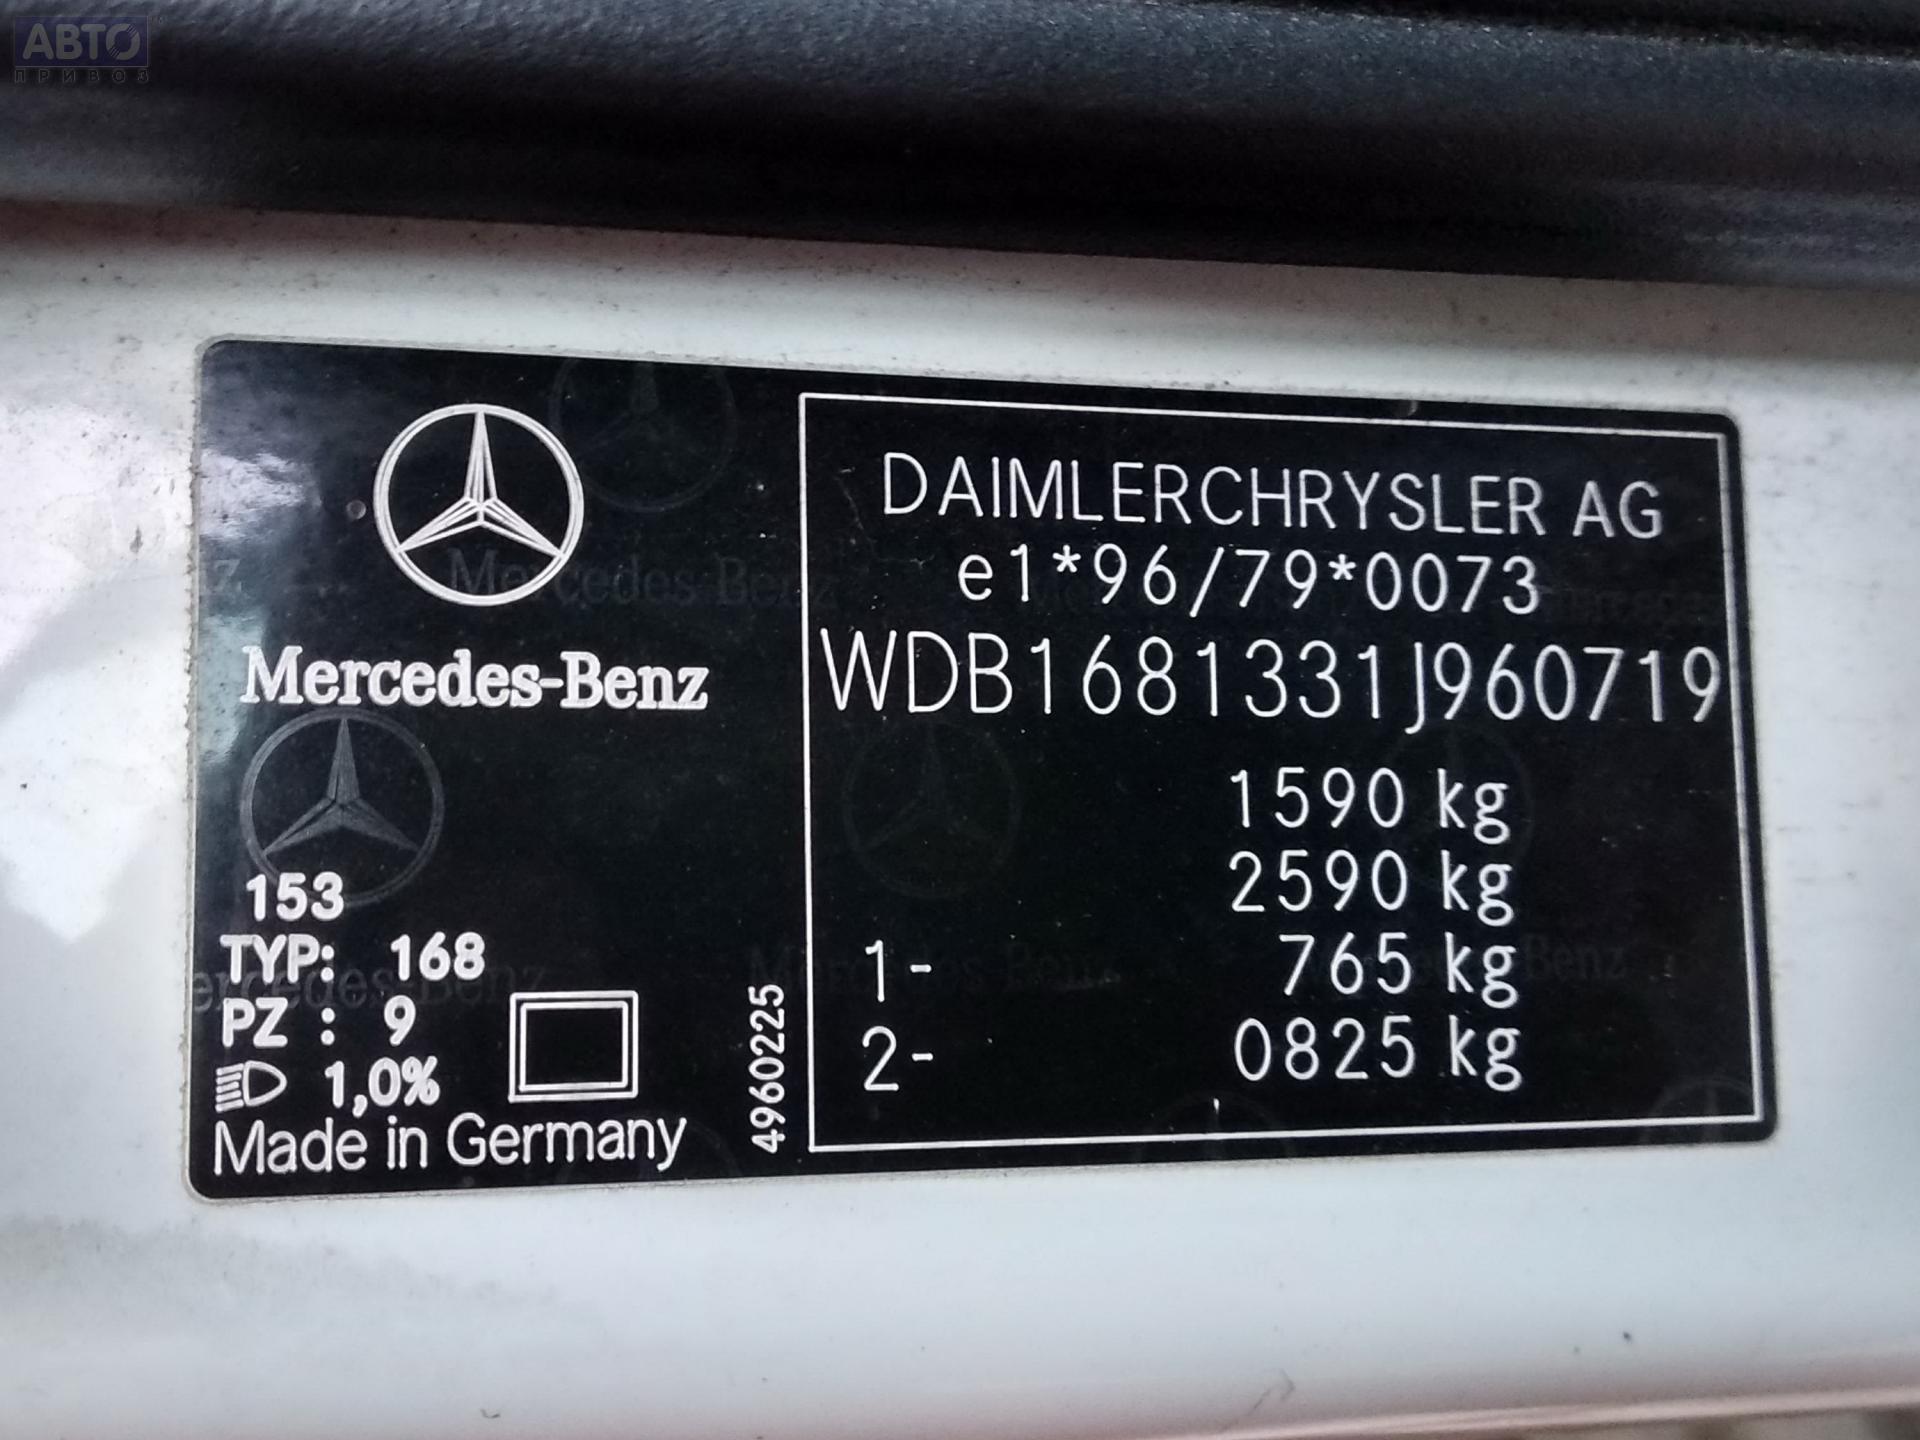 АВТО
ПРИВОЗ
Mercedes-Benz
153
TYP: 168
PZ : 9
1,0%
Made in Germany
49602255
DAIMLERCHRYSLER AG
e1*96/79*0073
WDB1681331J960719
1590 kg
2590 kg
1- 765 kg
2- 0825 kg